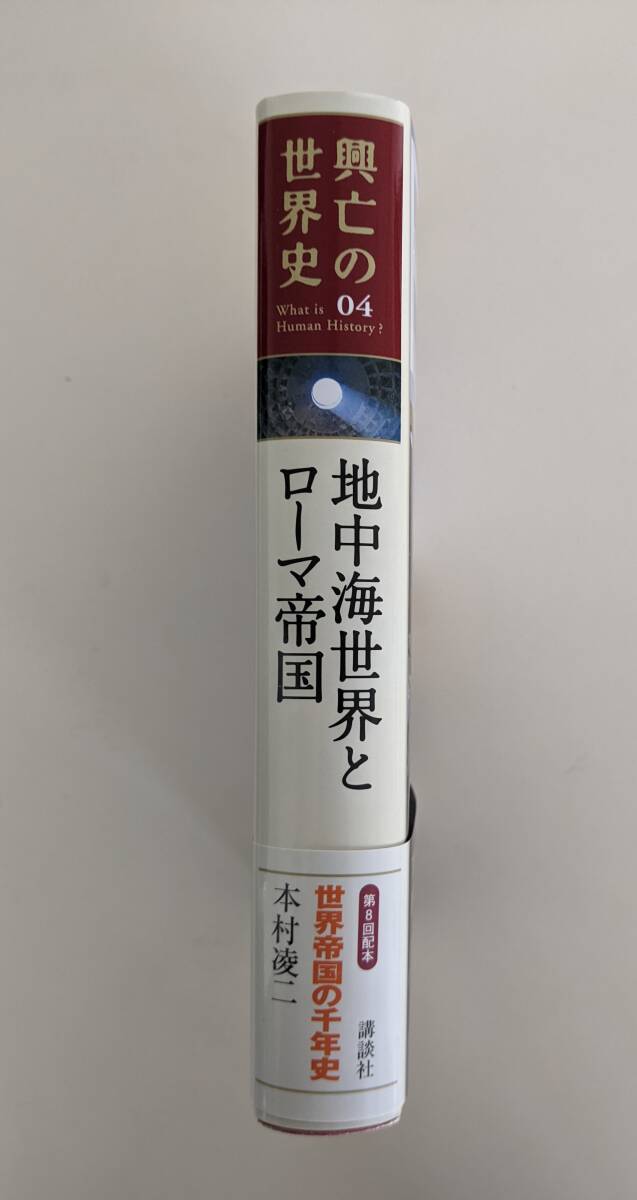 興亡の
世界史
04
What is
Human History?
地中海世界と
ローマ帝国
第8回配本
講談社
世界帝国の千年史
本村凌二